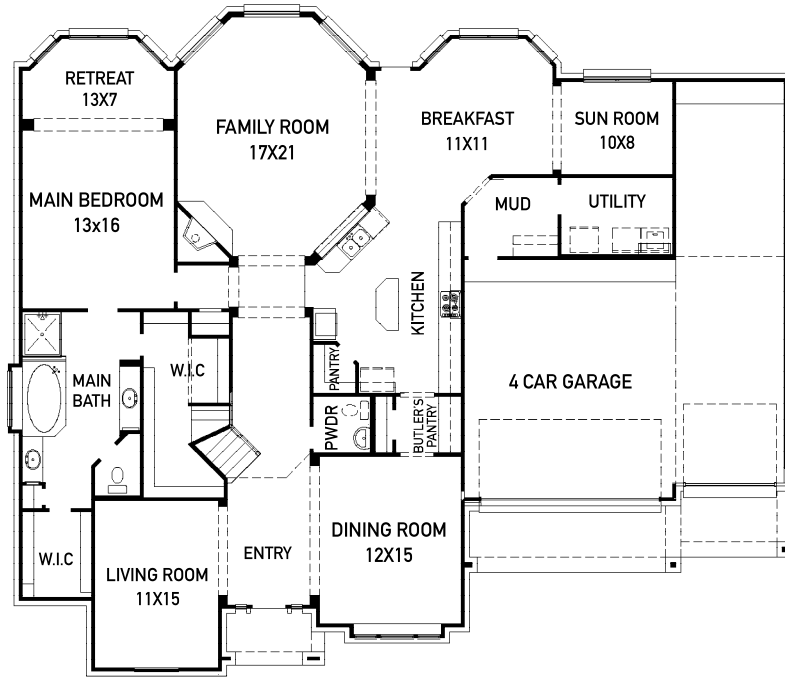 RETREAT
13X7
FAMILY ROOM
17X21
BREAKFAST
11X11
SUN ROOM
10X8
MAIN BEDROOM
13x16
MUD
UTILITY
KITCHEN
W.I.C
PANTRY
MAIN
BATH
4 CAR GARAGE
PWDR
BUTLER'S
PANTRY
DINING ROOM
12X15
ENTRY
W.I.C
LIVING ROOM
11X15